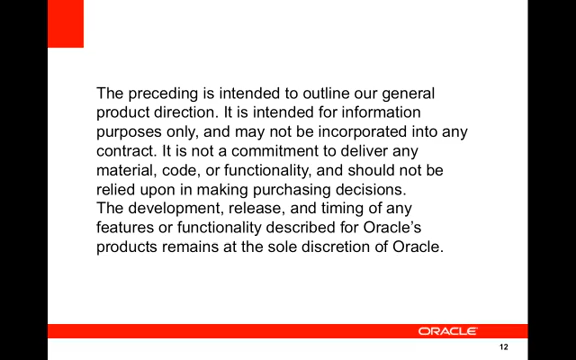 The preceding is intended to outline our general
product direction. It is intended for information
purposes only, and may not be incorporated into any
contract. It is not a commitment to deliver any
material, code, or functionality, and should not be
relied upon in making purchasing decisions.
The development, release, and timing of any
features or functionality described for Oracle’s
products remains at the sole discretion of Oracle.
ORACLE
12